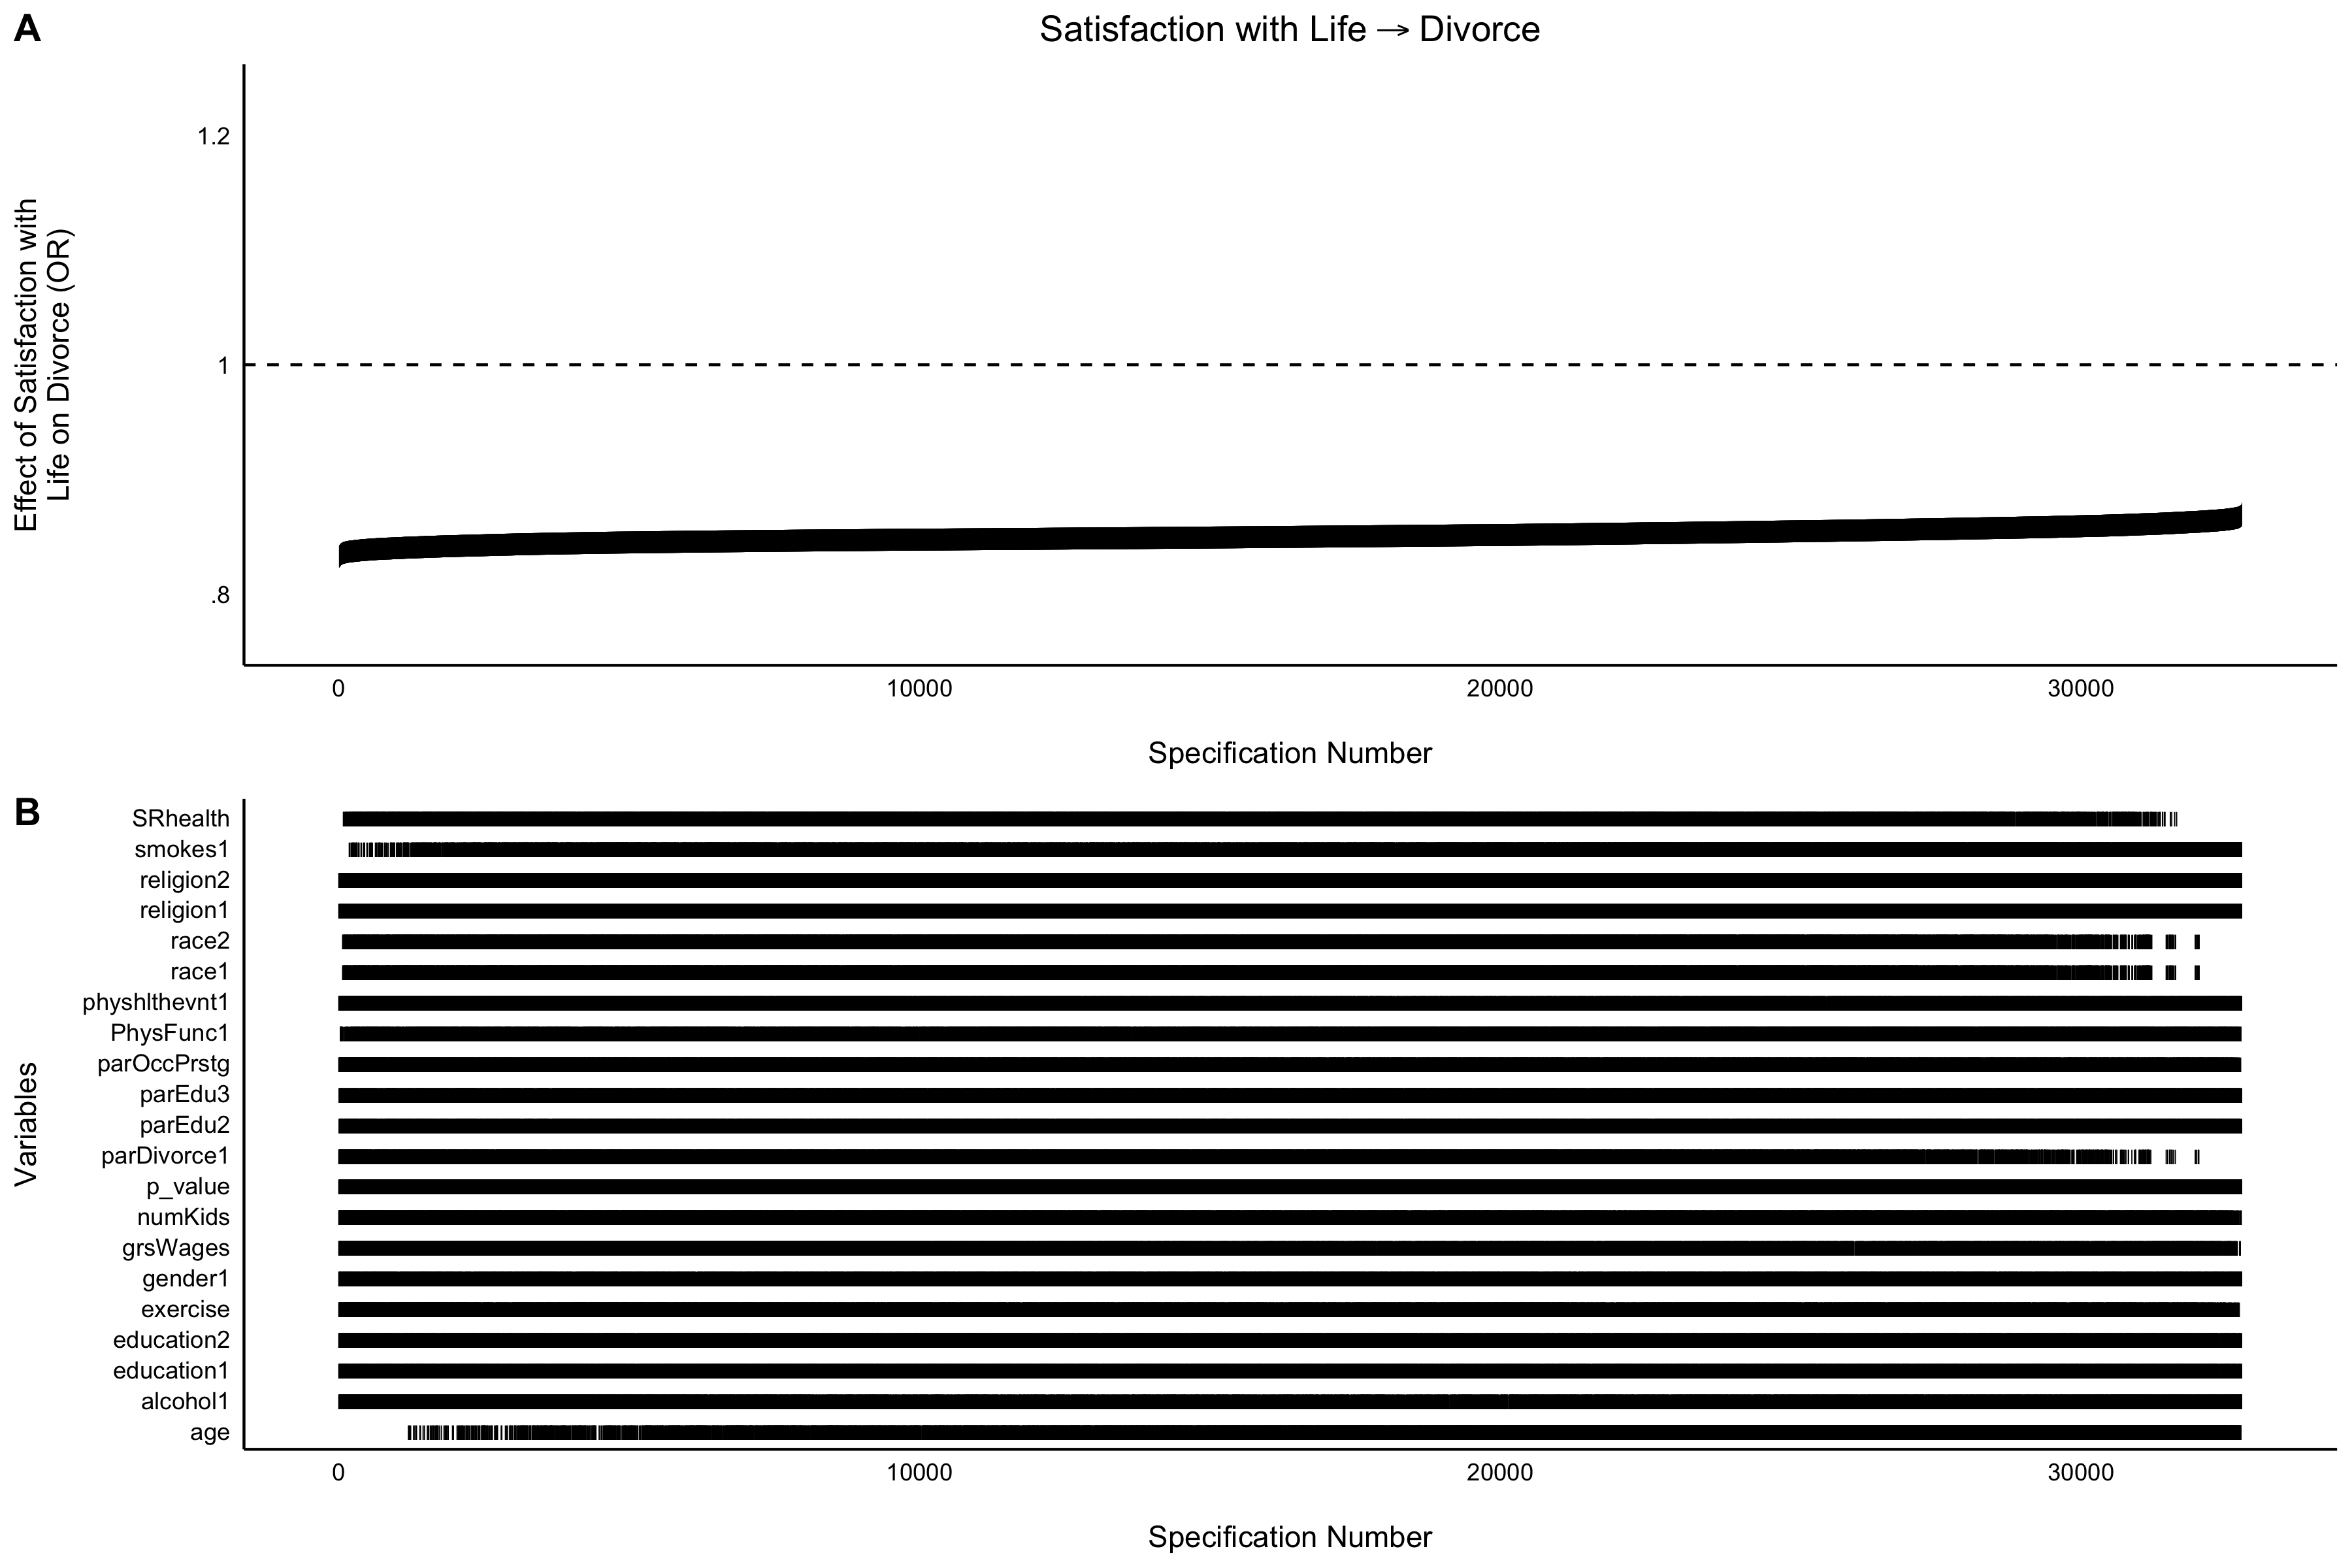 A
Satisfaction with Life → Divorce
Effect of Satisfaction with
Life on Divorce (OR)
1.2
1
.8
0 10000 20000 30000
Specification Number
B
Variables
SRhealth
smokes1
religion2
religion1
race2
race1
physhlthevnt1
PhysFunc1
parOccPrstg
parEdu3
parEdu2
parDivorce1
p_value
numKids
grsWages
gender1
exercise
education2
education1
alcohol1
age
0 10000 20000 30000
Specification Number